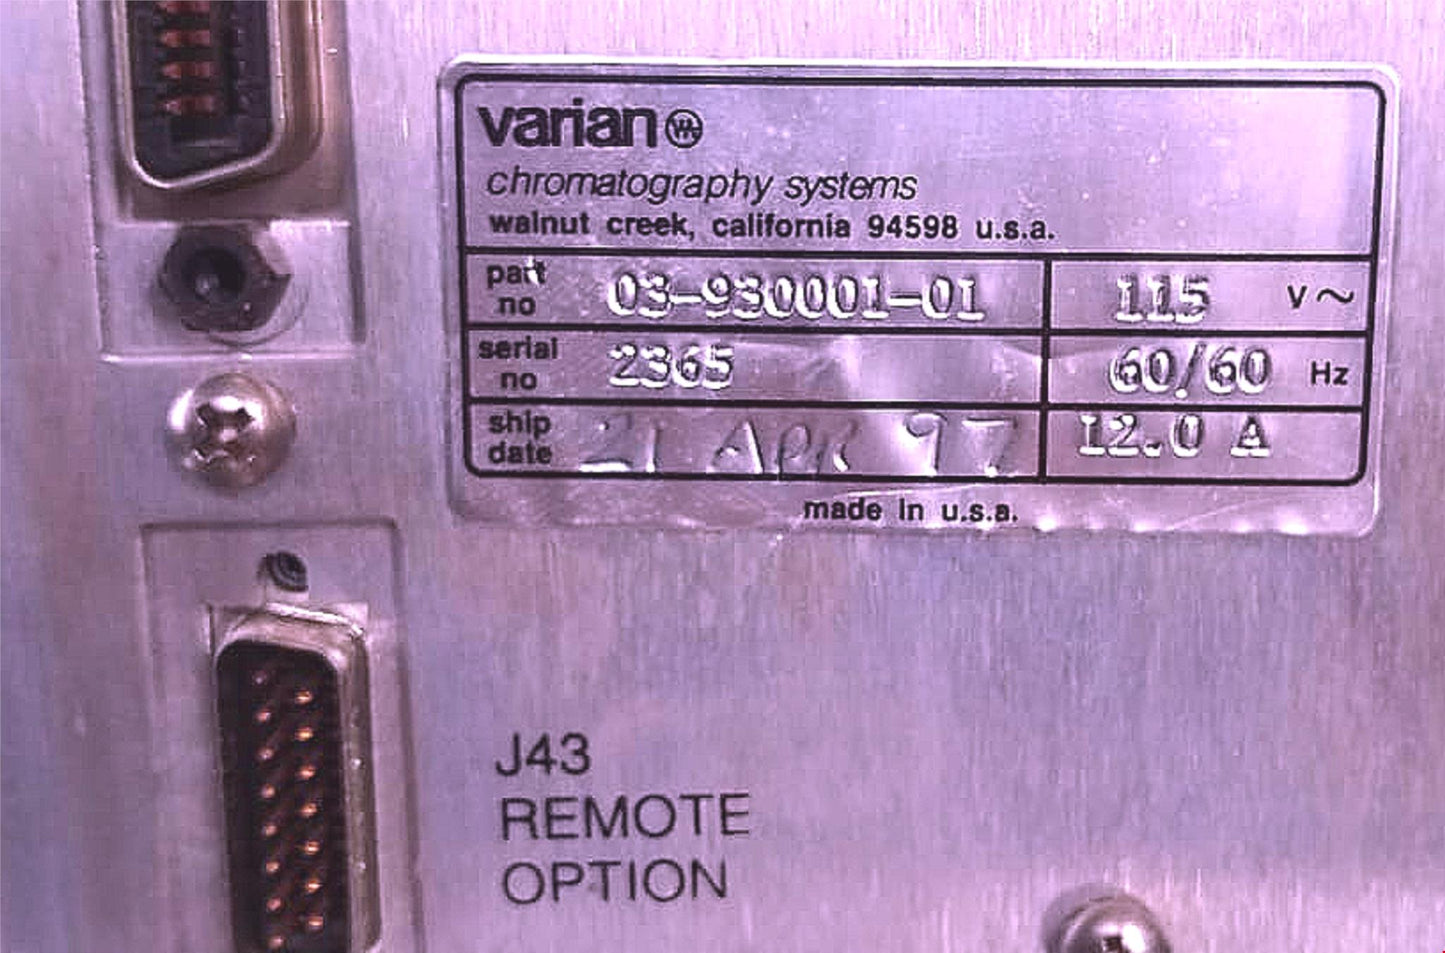 varian
chromatography systems
walnut creek, california 94598 u.s.a.
part no 03-930001-01 115 V~
serial no 2365 60/60 Hz
ship date 21 APR 97 12.0 A
made in u.s.a.
J43
REMOTE
OPTION